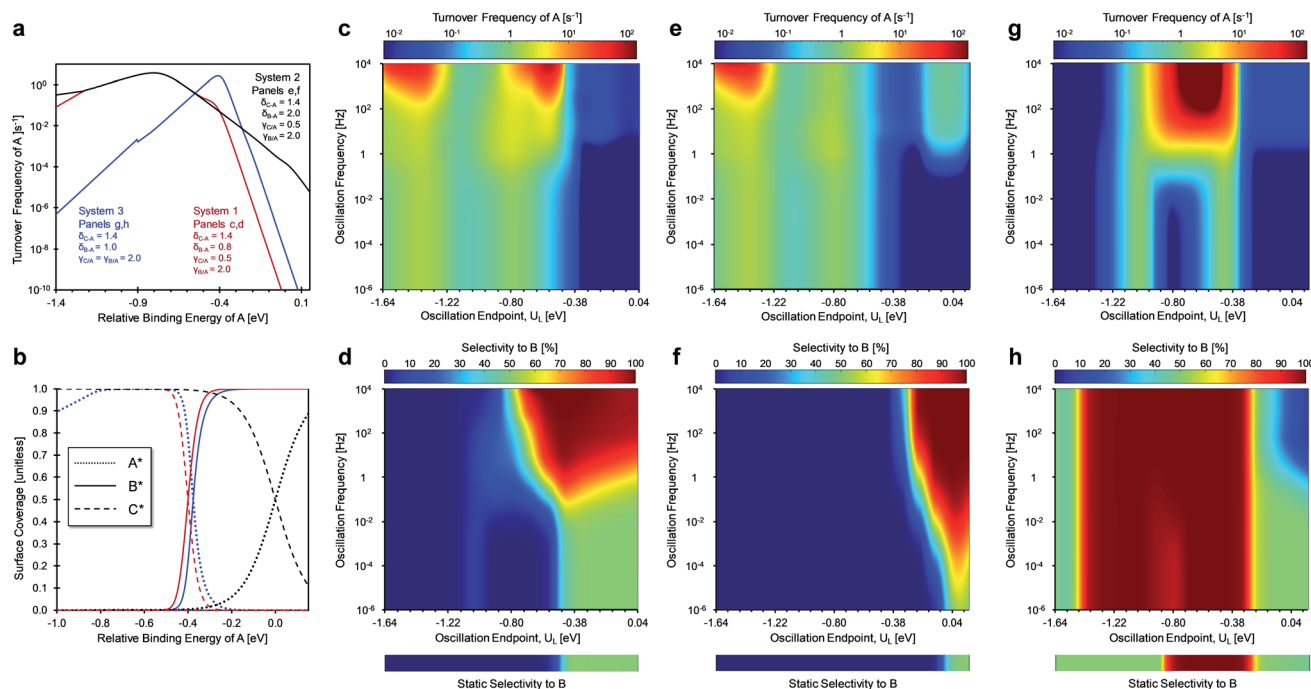 a
Turnover Frequency of A [s⁻¹]
10⁰
10⁻²
10⁻⁴
10⁻⁶
10⁻⁸
10⁻¹⁰
-1.4
-0.9
-0.4
0.1
Relative Binding Energy of A [eV]
System 2
Panels e,f
δC-A = 1.4
δB-A = 2.0
γC/A = 0.5
γB/A = 2.0
System 3
Panels g,h
δC-A = 1.4
δB-A = 1.0
γC/A = γB/A = 2.0
System 1
Panels c,d
δC-A = 1.4
δB-A = 0.8
γC/A = 0.5
γB/A = 2.0
b
Surface Coverage [unitless]
1.0
0.9
0.8
0.7
0.6
0.5
0.4
0.3
0.2
0.1
0.0
-1.0
-0.8
-0.6
-0.4
-0.2
0.0
Relative Binding Energy of A [eV]
A*
B*
C*
c
Turnover Frequency of A [s⁻¹]
10⁻² 10⁻¹ 1 10¹ 10²
Oscillation Frequency [Hz]
10⁴
10²
1
10⁻²
10⁻⁴
10⁻⁶
-1.64 -1.22 -0.80 -0.38 0.04
Oscillation Endpoint, UL [eV]
d
Selectivity to B [%]
0 10 20 30 40 50 60 70 80 90 100
Oscillation Frequency [Hz]
10⁴
10²
1
10⁻²
10⁻⁴
10⁻⁶
-1.64 -1.22 -0.80 -0.38 0.04
Oscillation Endpoint, UL [eV]
Static Selectivity to B
e
Turnover Frequency of A [s⁻¹]
10⁻² 10⁻¹ 1 10¹ 10²
Oscillation Frequency [Hz]
10⁴
10²
1
10⁻²
10⁻⁴
10⁻⁶
-1.64 -1.22 -0.80 -0.38 0.04
Oscillation Endpoint, UL [eV]
f
Selectivity to B [%]
0 10 20 30 40 50 60 70 80 90 100
Oscillation Frequency [Hz]
10⁴
10²
1
10⁻²
10⁻⁴
10⁻⁶
-1.64 -1.22 -0.80 -0.38 0.04
Oscillation Endpoint, UL [eV]
Static Selectivity to B
g
Turnover Frequency of A [s⁻¹]
10⁻² 10⁻¹ 1 10¹ 10²
Oscillation Frequency [Hz]
10⁴
10²
1
10⁻²
10⁻⁴
10⁻⁶
-1.64 -1.22 -0.80 -0.38 0.04
Oscillation Endpoint, UL [eV]
h
Selectivity to B [%]
0 10 20 30 40 50 60 70 80 90 100
Oscillation Frequency [Hz]
10⁴
10²
1
10⁻²
10⁻⁴
10⁻⁶
-1.64 -1.22 -0.80 -0.38 0.04
Oscillation Endpoint, UL [eV]
Static Selectivity to B